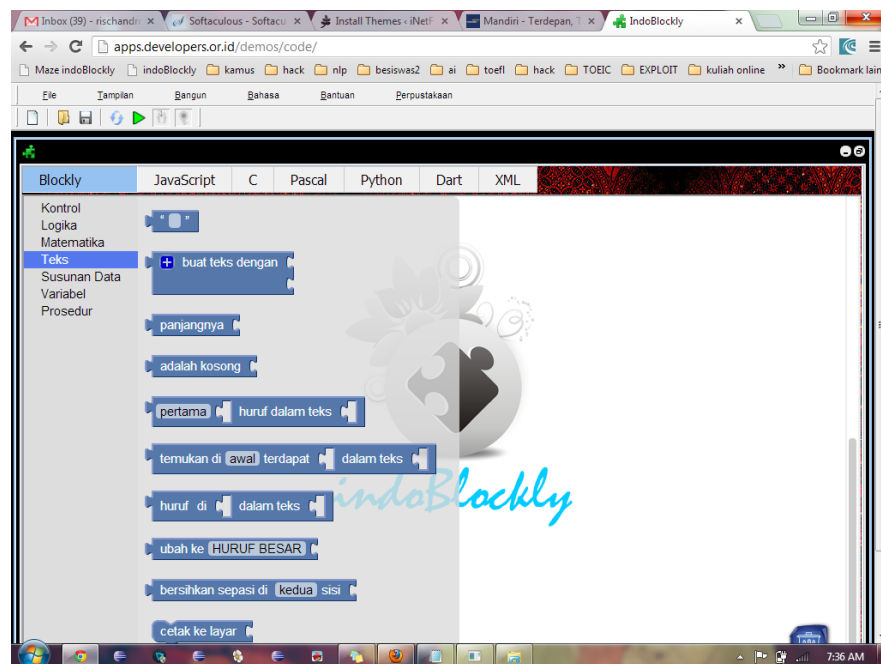 Inbox (39) - rischandr Softaculous - Softacu Install Themes ‹ iNetF Mandiri - Terdepan, T IndoBlockly
apps.developers.or.id/demos/code/
Maze indoBlockly indoBlockly kamus hack nlp besiswas2 ai toefl hack TOEIC EXPLOIT kuliah online » Bookmark lain
File Tampilan Bangun Bahasa Bantuan Perpustakaan
Blockly JavaScript C Pascal Python Dart XML
Kontrol
Logika
Matematika
Teks
Susunan Data
Variabel
Prosedur
“ ”
buat teks dengan
panjangnya
adalah kosong
pertama huruf dalam teks
temukan di awal terdapat dalam teks
huruf di dalam teks
ubah ke HURUF BESAR
bersihkan sepasi di kedua sisi
cetak ke layar
indoBlockly
7:36 AM